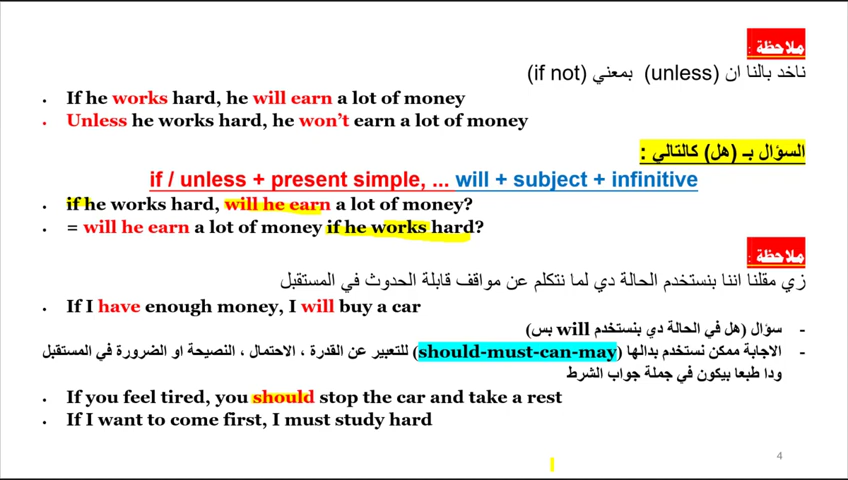 ملاحظة :
ناخد بالنا ان (unless) بمعني (if not)
• If he works hard, he will earn a lot of money
• Unless he works hard, he won't earn a lot of money
السؤال بـ (هل) كالتالي :
if / unless + present simple, ... will + subject + infinitive
• if he works hard, will he earn a lot of money?
• = will he earn a lot of money if he works hard?
ملاحظة :
زي مقلنا اننا بنستخدم الحالة دي لما نتكلم عن مواقف قابلة الحدوث في المستقبل
• If I have enough money, I will buy a car
- سؤال (هل في الحالة دي بنستخدم will بس)
- الاجابة ممكن نستخدم بدالها (should-must-can-may) للتعبير عن القدرة ، الاحتمال ، النصيحة او الضرورة في المستقبل
ودا طبعا بيكون في جملة جواب الشرط
• If you feel tired, you should stop the car and take a rest
• If I want to come first, I must study hard
4